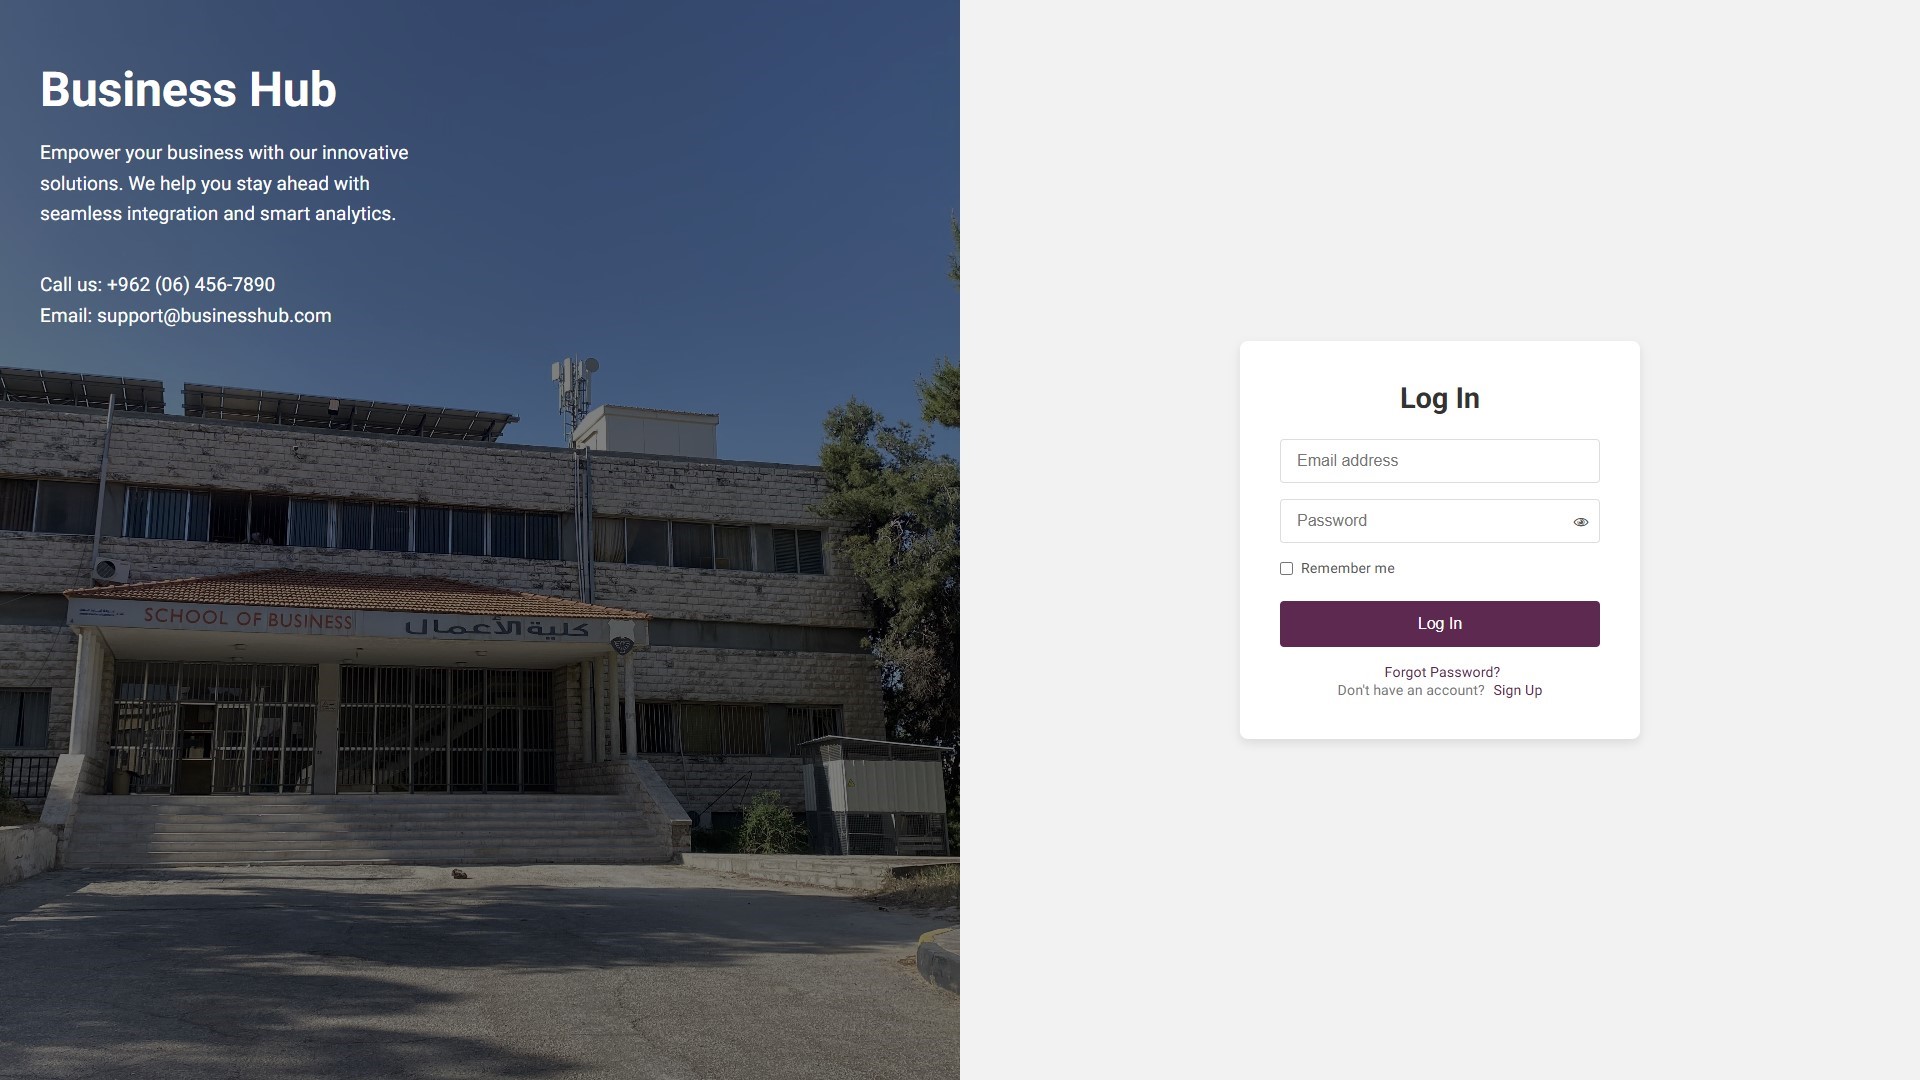 Business Hub
Empower your business with our innovative
solutions. We help you stay ahead with
seamless integration and smart analytics.
Call us: +962 (06) 456-7890
Email: support@businesshub.com
SCHOOL OF BUSINESS
كلية الأعمال
Log In
Email address
Password
Remember me
Log In
Forgot Password?
Don't have an account? Sign Up